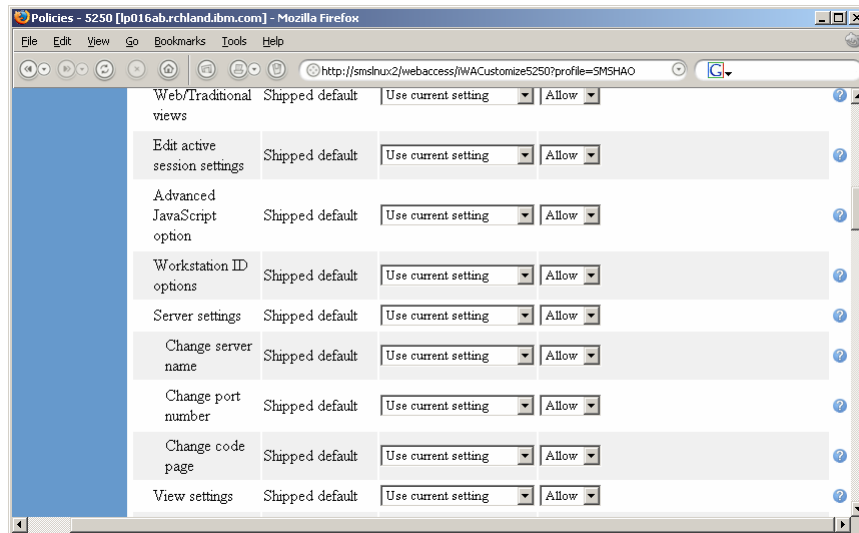 Policies - 5250 [lp016ab.rchland.ibm.com] - Mozilla Firefox
File Edit View Go Bookmarks Tools Help
http://smslnux2/webaccess/iWACustomize5250?profile=SMSHAO G
Web/Traditional views Shipped default Use current setting Allow ?
Edit active session settings Shipped default Use current setting Allow ?
Advanced JavaScript option Shipped default Use current setting Allow ?
Workstation ID options Shipped default Use current setting Allow ?
Server settings Shipped default Use current setting Allow ?
Change server name Shipped default Use current setting Allow ?
Change port number Shipped default Use current setting Allow ?
Change code page Shipped default Use current setting Allow ?
View settings Shipped default Use current setting Allow ?